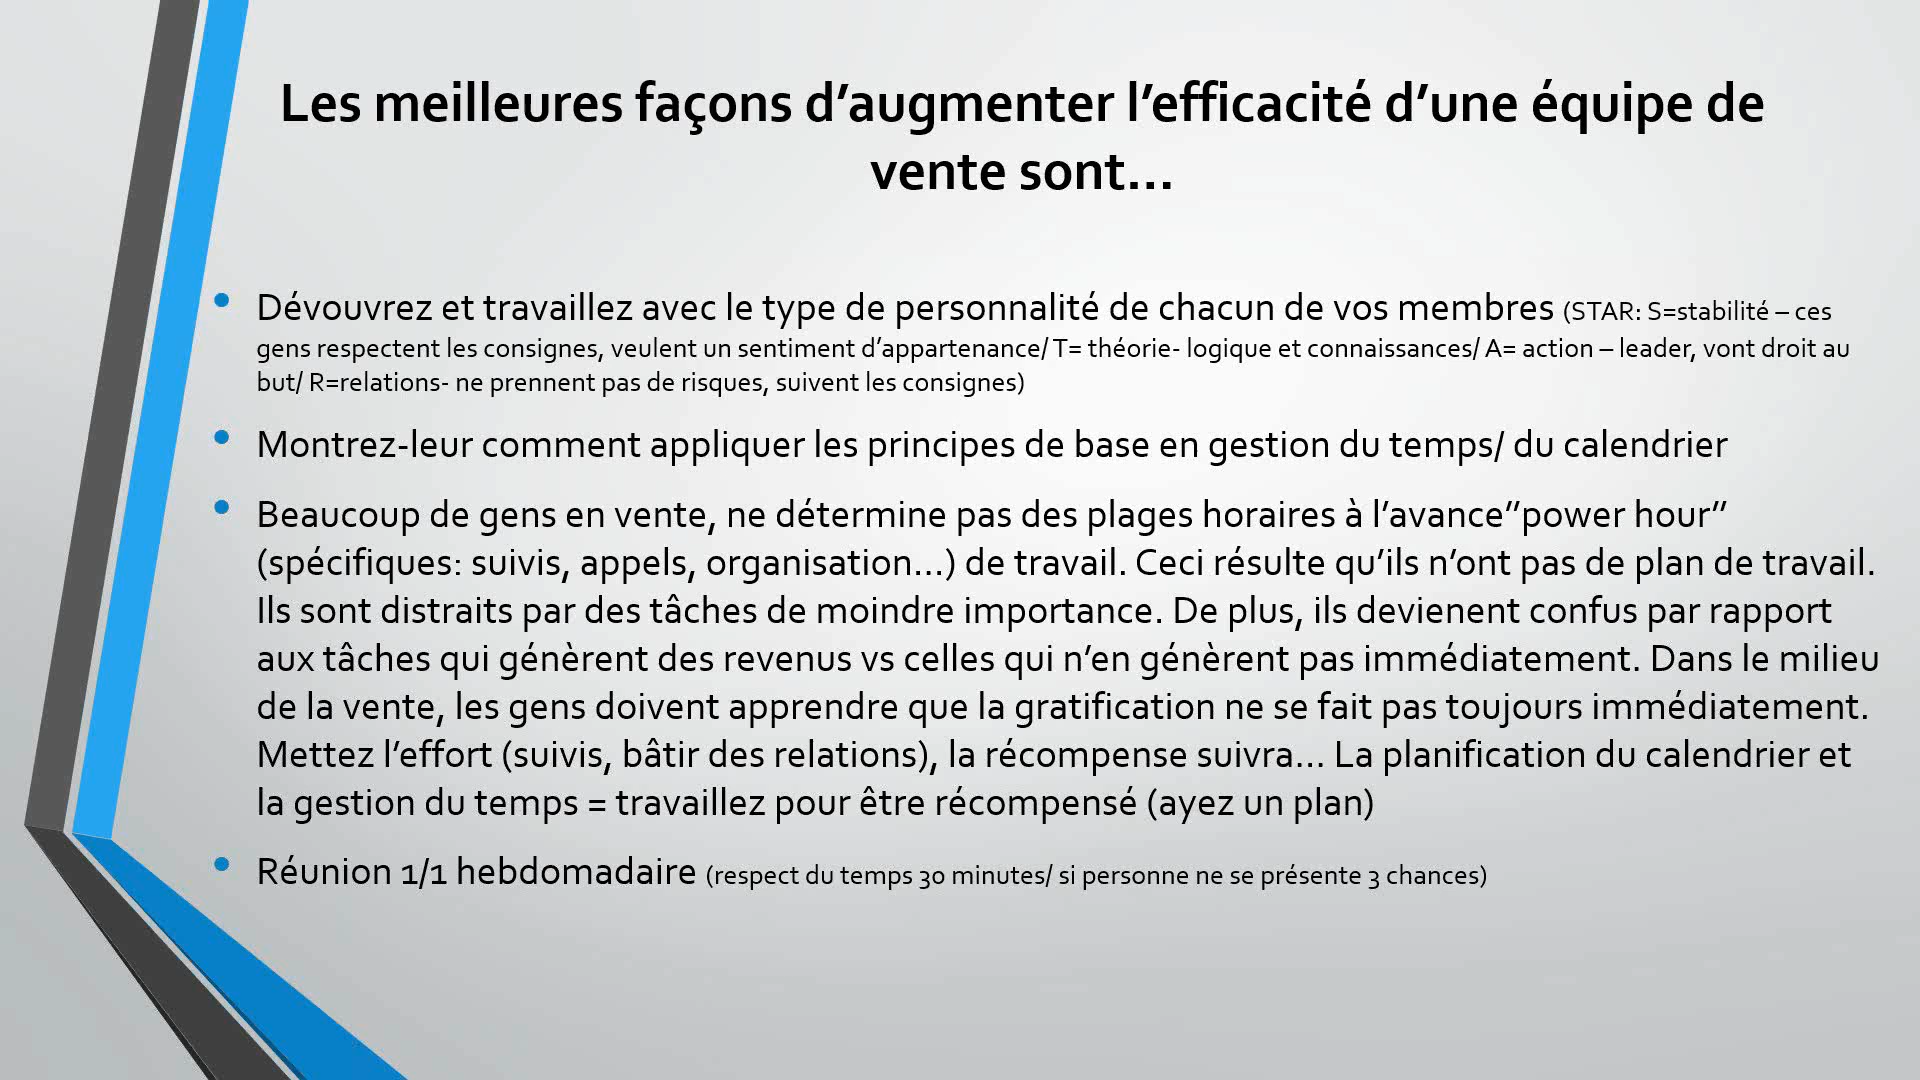 Les meilleures façons d’augmenter l’efficacité d’une équipe de
vente sont…
• Dévouvrez et travaillez avec le type de personnalité de chacun de vos membres (STAR: S=stabilité – ces
gens respectent les consignes, veulent un sentiment d’appartenance/ T= théorie- logique et connaissances/ A= action – leader, vont droit au
but/ R=relations- ne prennent pas de risques, suivent les consignes)
• Montrez-leur comment appliquer les principes de base en gestion du temps/ du calendrier
• Beaucoup de gens en vente, ne détermine pas des plages horaires à l’avance”power hour”
(spécifiques: suivis, appels, organisation…) de travail. Ceci résulte qu’ils n’ont pas de plan de travail.
Ils sont distraits par des tâches de moindre importance. De plus, ils devienent confus par rapport
aux tâches qui génèrent des revenus vs celles qui n’en génèrent pas immédiatement. Dans le milieu
de la vente, les gens doivent apprendre que la gratification ne se fait pas toujours immédiatement.
Mettez l’effort (suivis, bâtir des relations), la récompense suivra… La planification du calendrier et
la gestion du temps = travaillez pour être récompensé (ayez un plan)
• Réunion 1/1 hebdomadaire (respect du temps 30 minutes/ si personne ne se présente 3 chances)